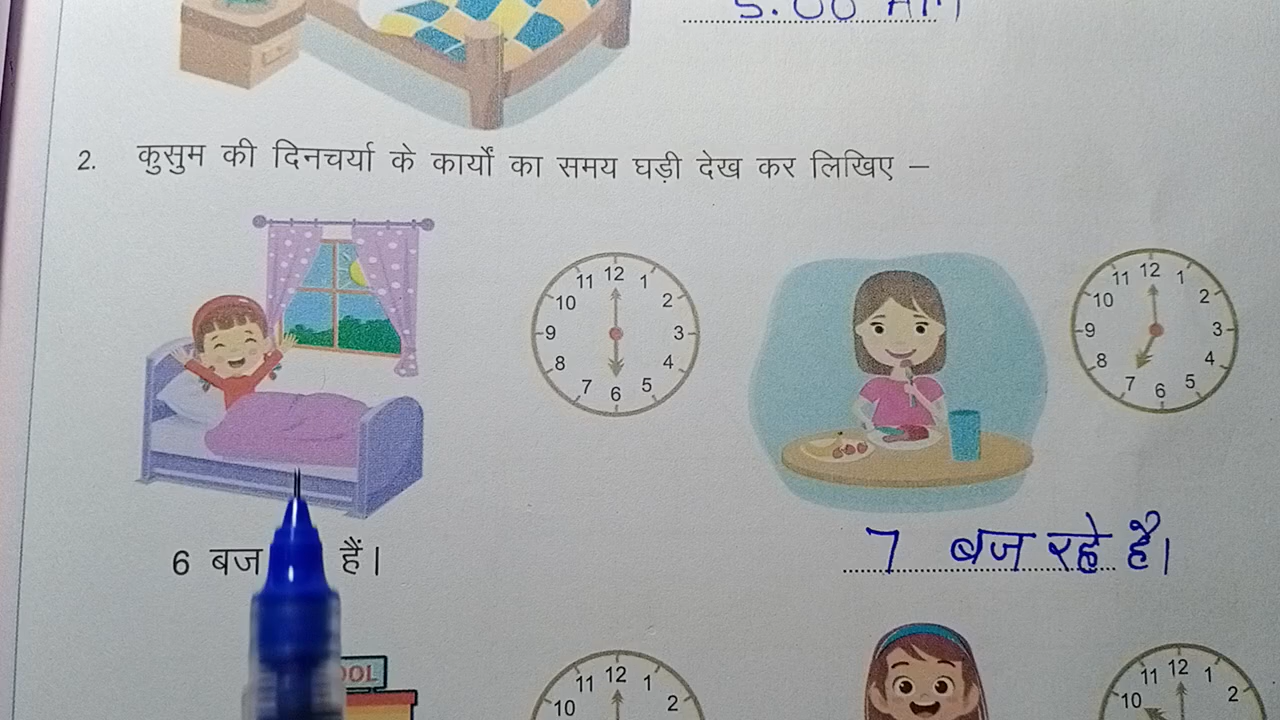 5.00 AM
2. कुसुम की दिनचर्या के कार्यों का समय घड़ी देख कर लिखिए –
11 12 1
10 2
9 3
8 4
7 6 5
11 12 1
10 2
9 3
8 4
7 6 5
6 बज हैं।
7 बज रहे है।
OOL
11 12 1
10 2
11 12 1
10 2